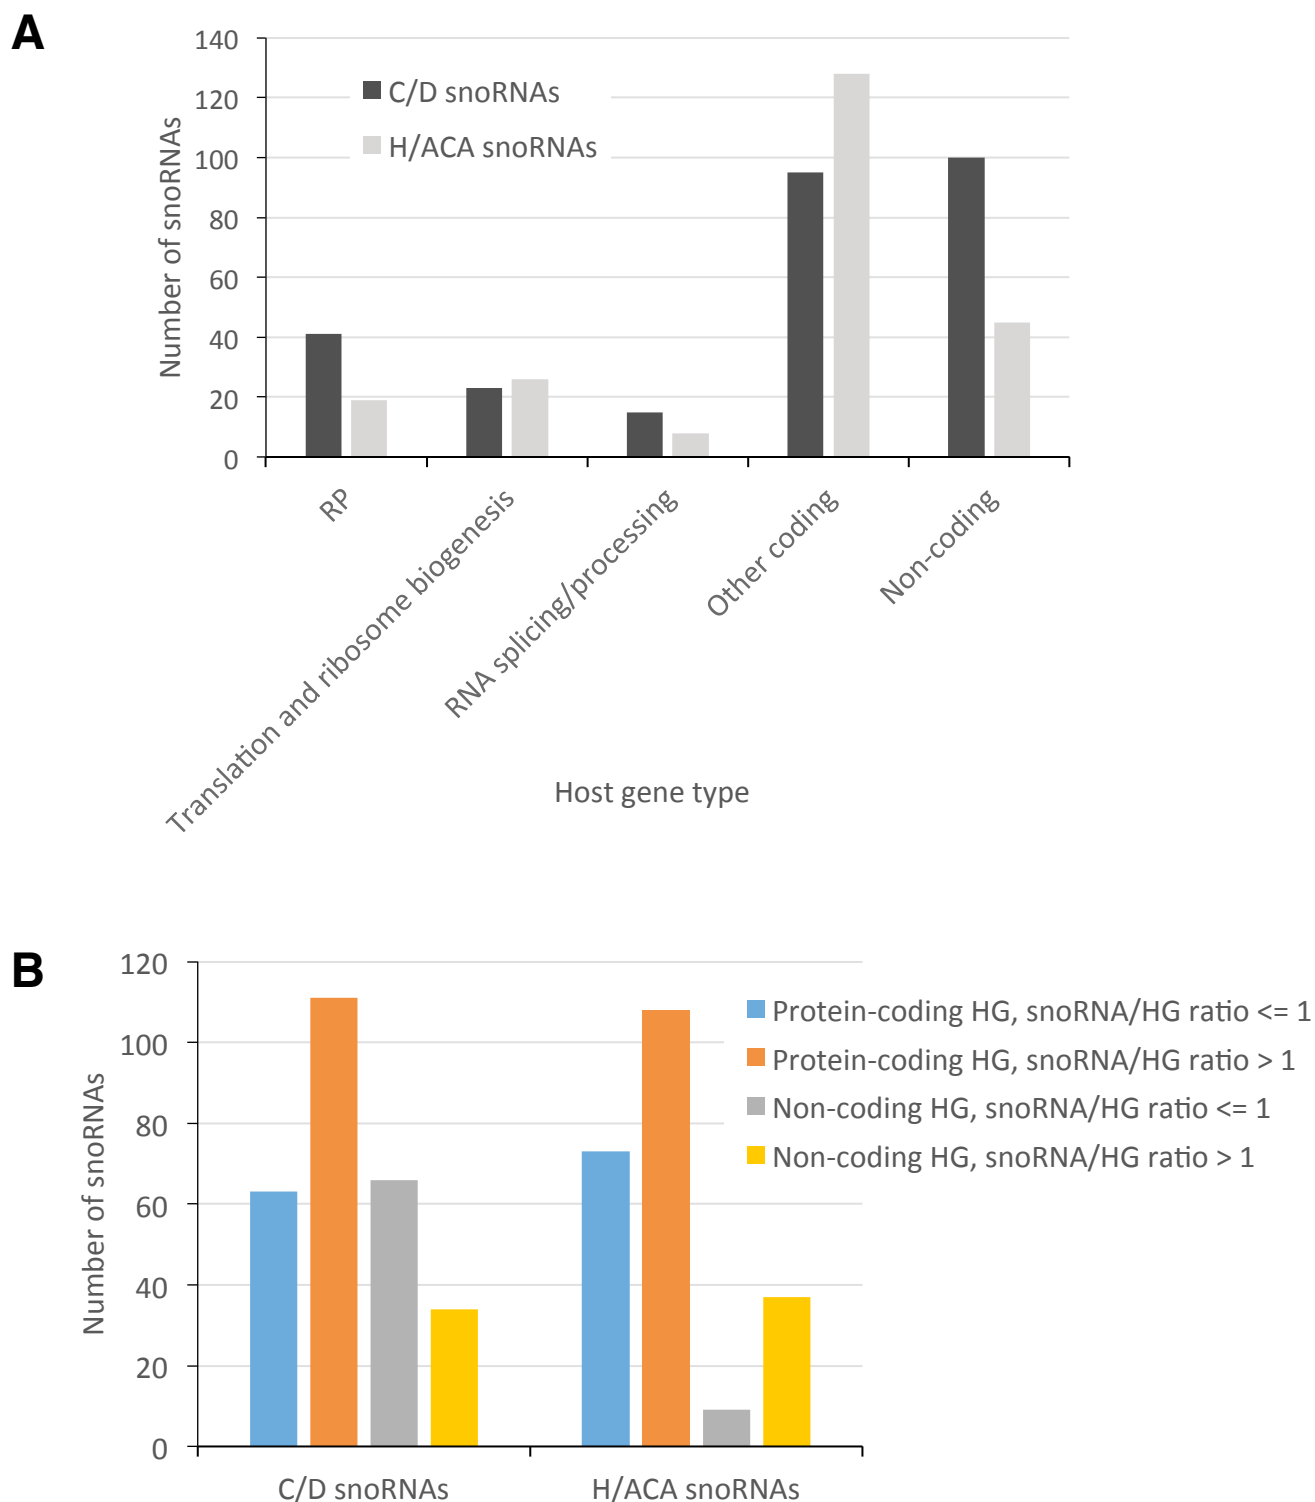 A
140
120
100
80
60
40
20
0
Number of snoRNAs
C/D snoRNAs
H/ACA snoRNAs
RP
Translation and ribosome biogenesis
RNA splicing/processing
Other coding
Non-coding
Host gene type
B
120
100
80
60
40
20
0
Number of snoRNAs
Protein-coding HG, snoRNA/HG ratio <= 1
Protein-coding HG, snoRNA/HG ratio > 1
Non-coding HG, snoRNA/HG ratio <= 1
Non-coding HG, snoRNA/HG ratio > 1
C/D snoRNAs
H/ACA snoRNAs